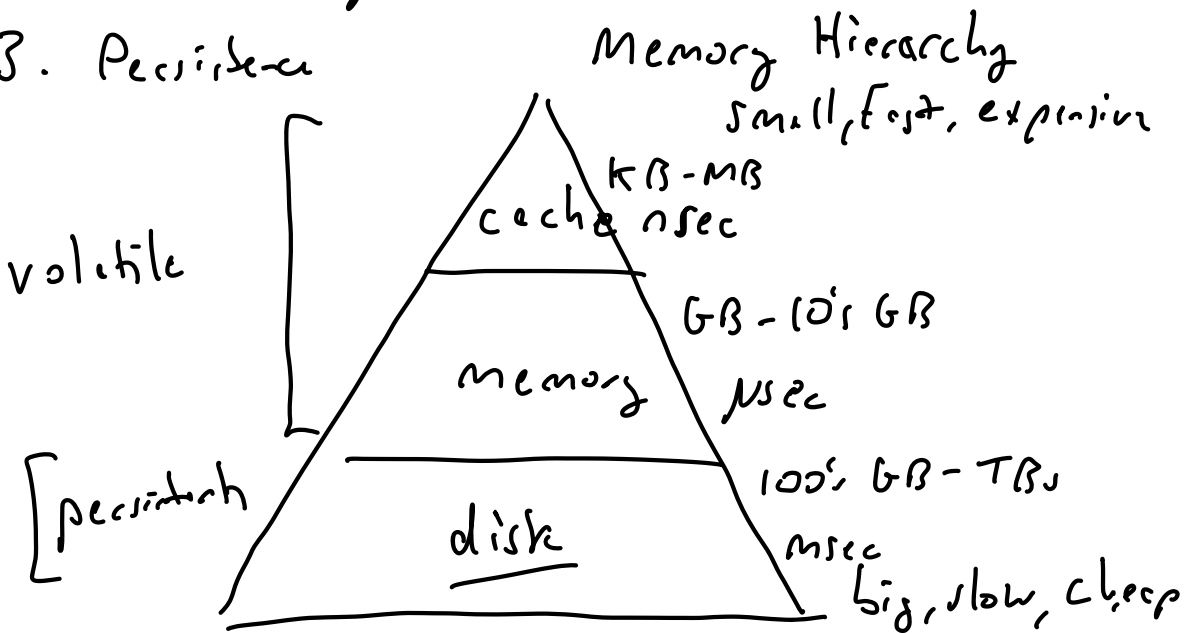 3. Persistence
Memory Hierarchy
small, fast, expensive
KB-MB
cache nsec
volatile
GB-10's GB
memory
µsec
100's GB-TBs
persistent
disk
msec
big, slow, cheap